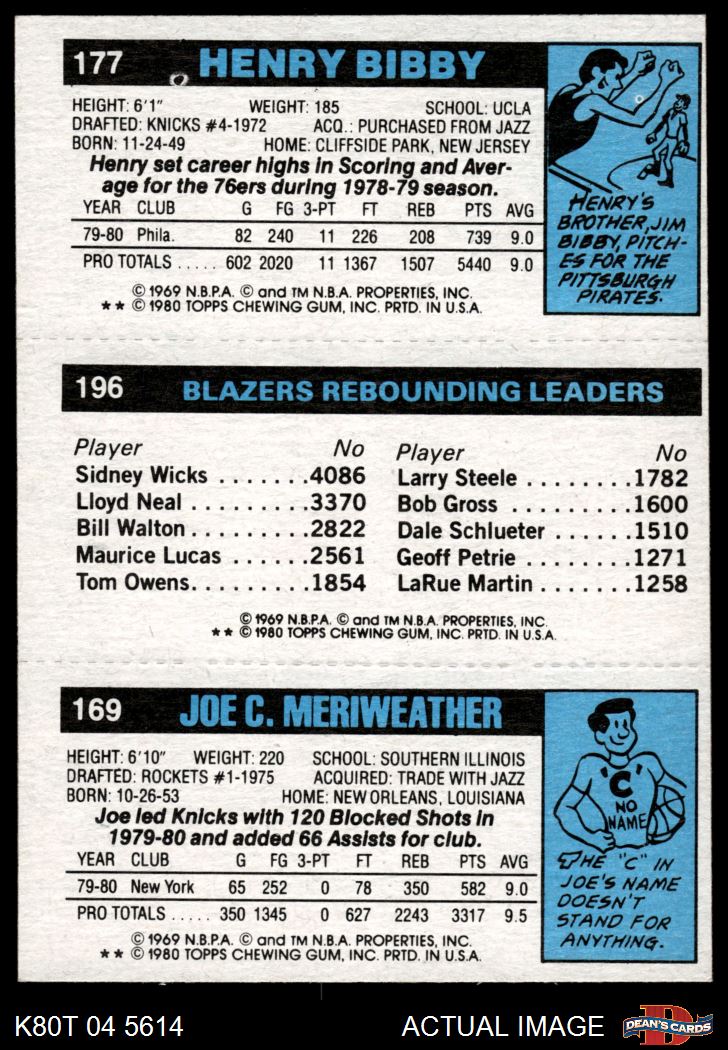 177 HENRY BIBBY
HEIGHT: 6'1" WEIGHT: 185 SCHOOL: UCLA
DRAFTED: KNICKS #4-1972 ACQ.: PURCHASED FROM JAZZ
BORN: 11-24-49 HOME: CLIFFSIDE PARK, NEW JERSEY
Henry set career highs in Scoring and Aver-
age for the 76ers during 1978-79 season.
YEAR CLUB G FG 3-PT FT REB PTS AVG
79-80 Phila. 82 240 11 226 208 739 9.0
PRO TOTALS ..... 602 2020 11 1367 1507 5440 9.0
© 1969 N.B.P.A. © and TM N.B.A. PROPERTIES, INC.
** © 1980 TOPPS CHEWING GUM, INC. PRTD. IN U.S.A.
HENRY'S
BROTHER, JIM
BIBBY, PITCH-
ES FOR THE
PITTSBURGH
PIRATES.
196 BLAZERS REBOUNDING LEADERS
Player No Player No
Sidney Wicks .......4086 Larry Steele ........1782
Lloyd Neal .........3370 Bob Gross .........1600
Bill Walton .........2822 Dale Schlueter ......1510
Maurice Lucas ......2561 Geoff Petrie ........1271
Tom Owens.........1854 LaRue Martin .......1258
© 1969 N.B.P.A. © and TM N.B.A. PROPERTIES, INC.
** © 1980 TOPPS CHEWING GUM, INC. PRTD. IN U.S.A.
169 JOE C. MERIWEATHER
HEIGHT: 6'10" WEIGHT: 220 SCHOOL: SOUTHERN ILLINOIS
DRAFTED: ROCKETS #1-1975 ACQUIRED: TRADE WITH JAZZ
BORN: 10-26-53 HOME: NEW ORLEANS, LOUISIANA
Joe led Knicks with 120 Blocked Shots in
1979-80 and added 66 Assists for club.
YEAR CLUB G FG 3-PT FT REB PTS AVG
79-80 New York 65 252 0 78 350 582 9.0
PRO TOTALS ..... 350 1345 0 627 2243 3317 9.5
© 1969 N.B.P.A. © and TM N.B.A. PROPERTIES, INC.
** © 1980 TOPPS CHEWING GUM, INC. PRTD. IN U.S.A.
'C'
NO
NAME
THE "C" IN
JOE'S NAME
DOESN'T
STAND FOR
ANYTHING.
K80T 04 5614 ACTUAL IMAGE D DEAN'S CARDS